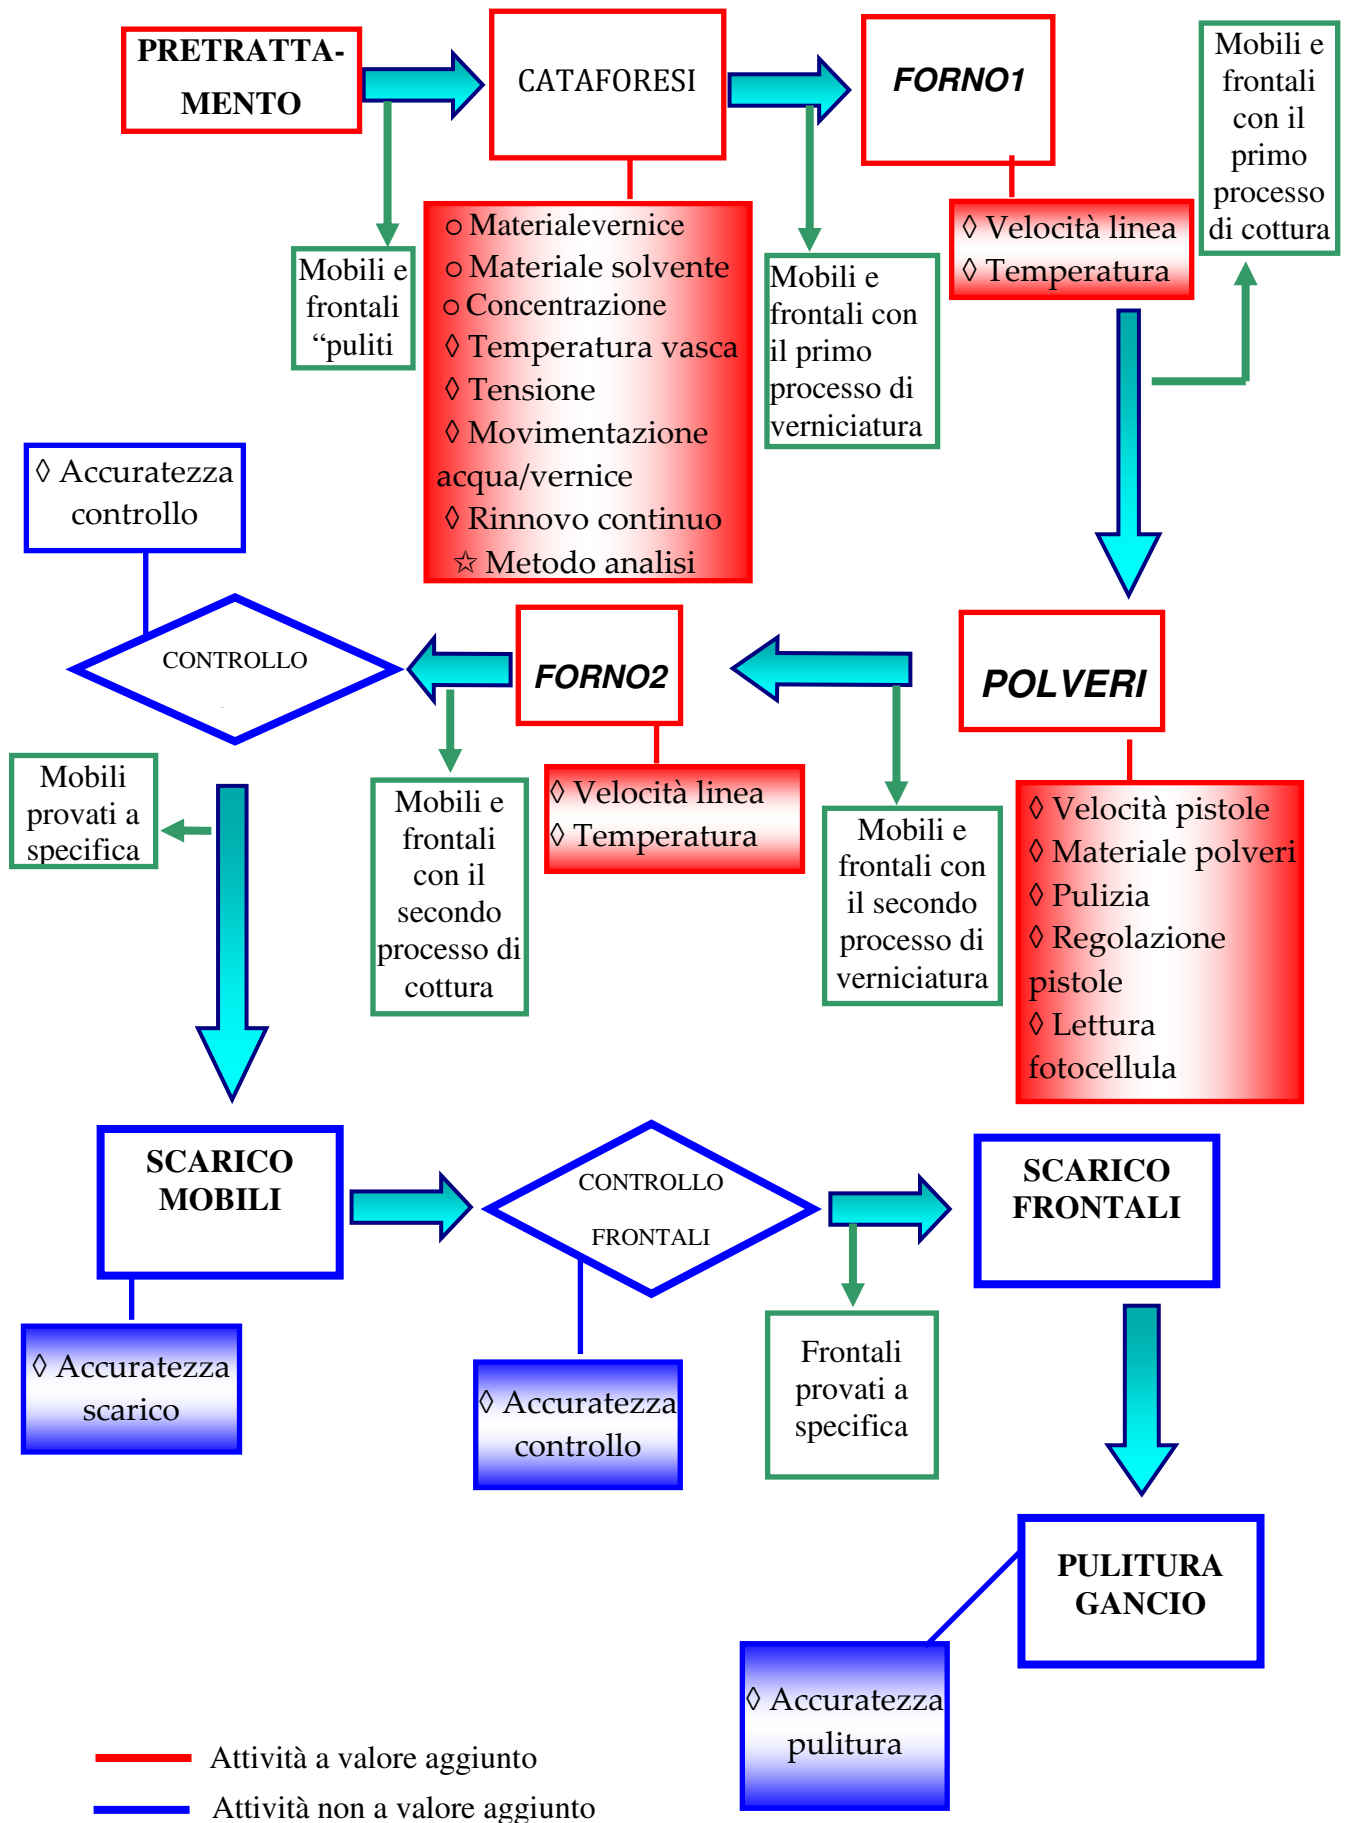 PRETRATTA-
MENTO
CATAFORESI
FORNO1
Mobili e
frontali
con il
primo
processo
di cottura
◊ Velocità linea
◊ Temperatura
Mobili e
frontali
“puliti
○ Materialevernice
○ Materiale solvente
○ Concentrazione
◊ Temperatura vasca
◊ Tensione
◊ Movimentazione
acqua/vernice
◊ Rinnovo continuo
☆ Metodo analisi
Mobili e
frontali con
il primo
processo di
verniciatura
◊ Accuratezza
controllo
CONTROLLO
FORNO2
POLVERI
Mobili
provati a
specifica
Mobili e
frontali
con il
secondo
processo di
cottura
◊ Velocità linea
◊ Temperatura
Mobili e
frontali con
il secondo
processo di
verniciatura
◊ Velocità pistole
◊ Materiale polveri
◊ Pulizia
◊ Regolazione
pistole
◊ Lettura
fotocellula
SCARICO
MOBILI
CONTROLLO
FRONTALI
SCARICO
FRONTALI
◊ Accuratezza
scarico
◊ Accuratezza
controllo
Frontali
provati a
specifica
PULITURA
GANCIO
◊ Accuratezza
pulitura
Attività a valore aggiunto
Attività non a valore aggiunto